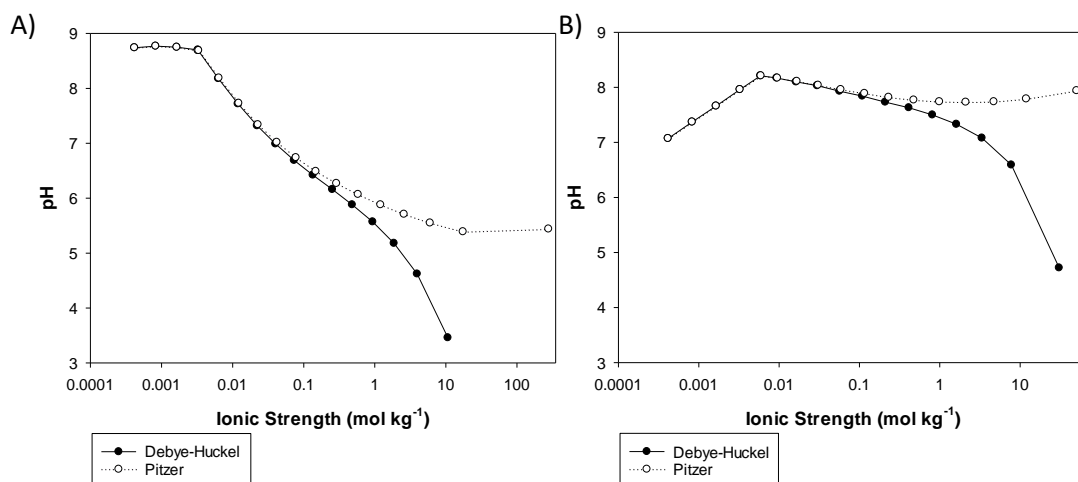 A)
9
8
7
6
5
4
3
pH
0.0001 0.001 0.01 0.1 1 10 100
Ionic Strength (mol kg⁻¹)
Debye-Huckel
Pitzer
B)
9
8
7
6
5
4
3
pH
0.0001 0.001 0.01 0.1 1 10
Ionic Strength (mol kg⁻¹)
Debye-Huckel
Pitzer